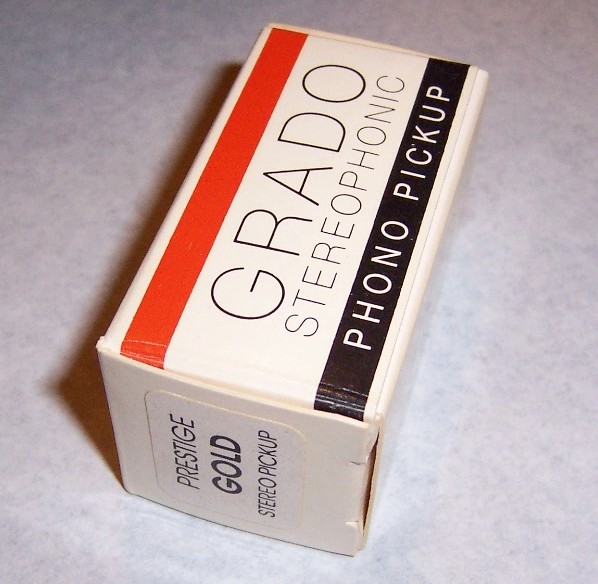 GRADO
STEREOPHONIC
PHONO PICKUP
PRESTIGE
GOLD
STEREO PICKUP